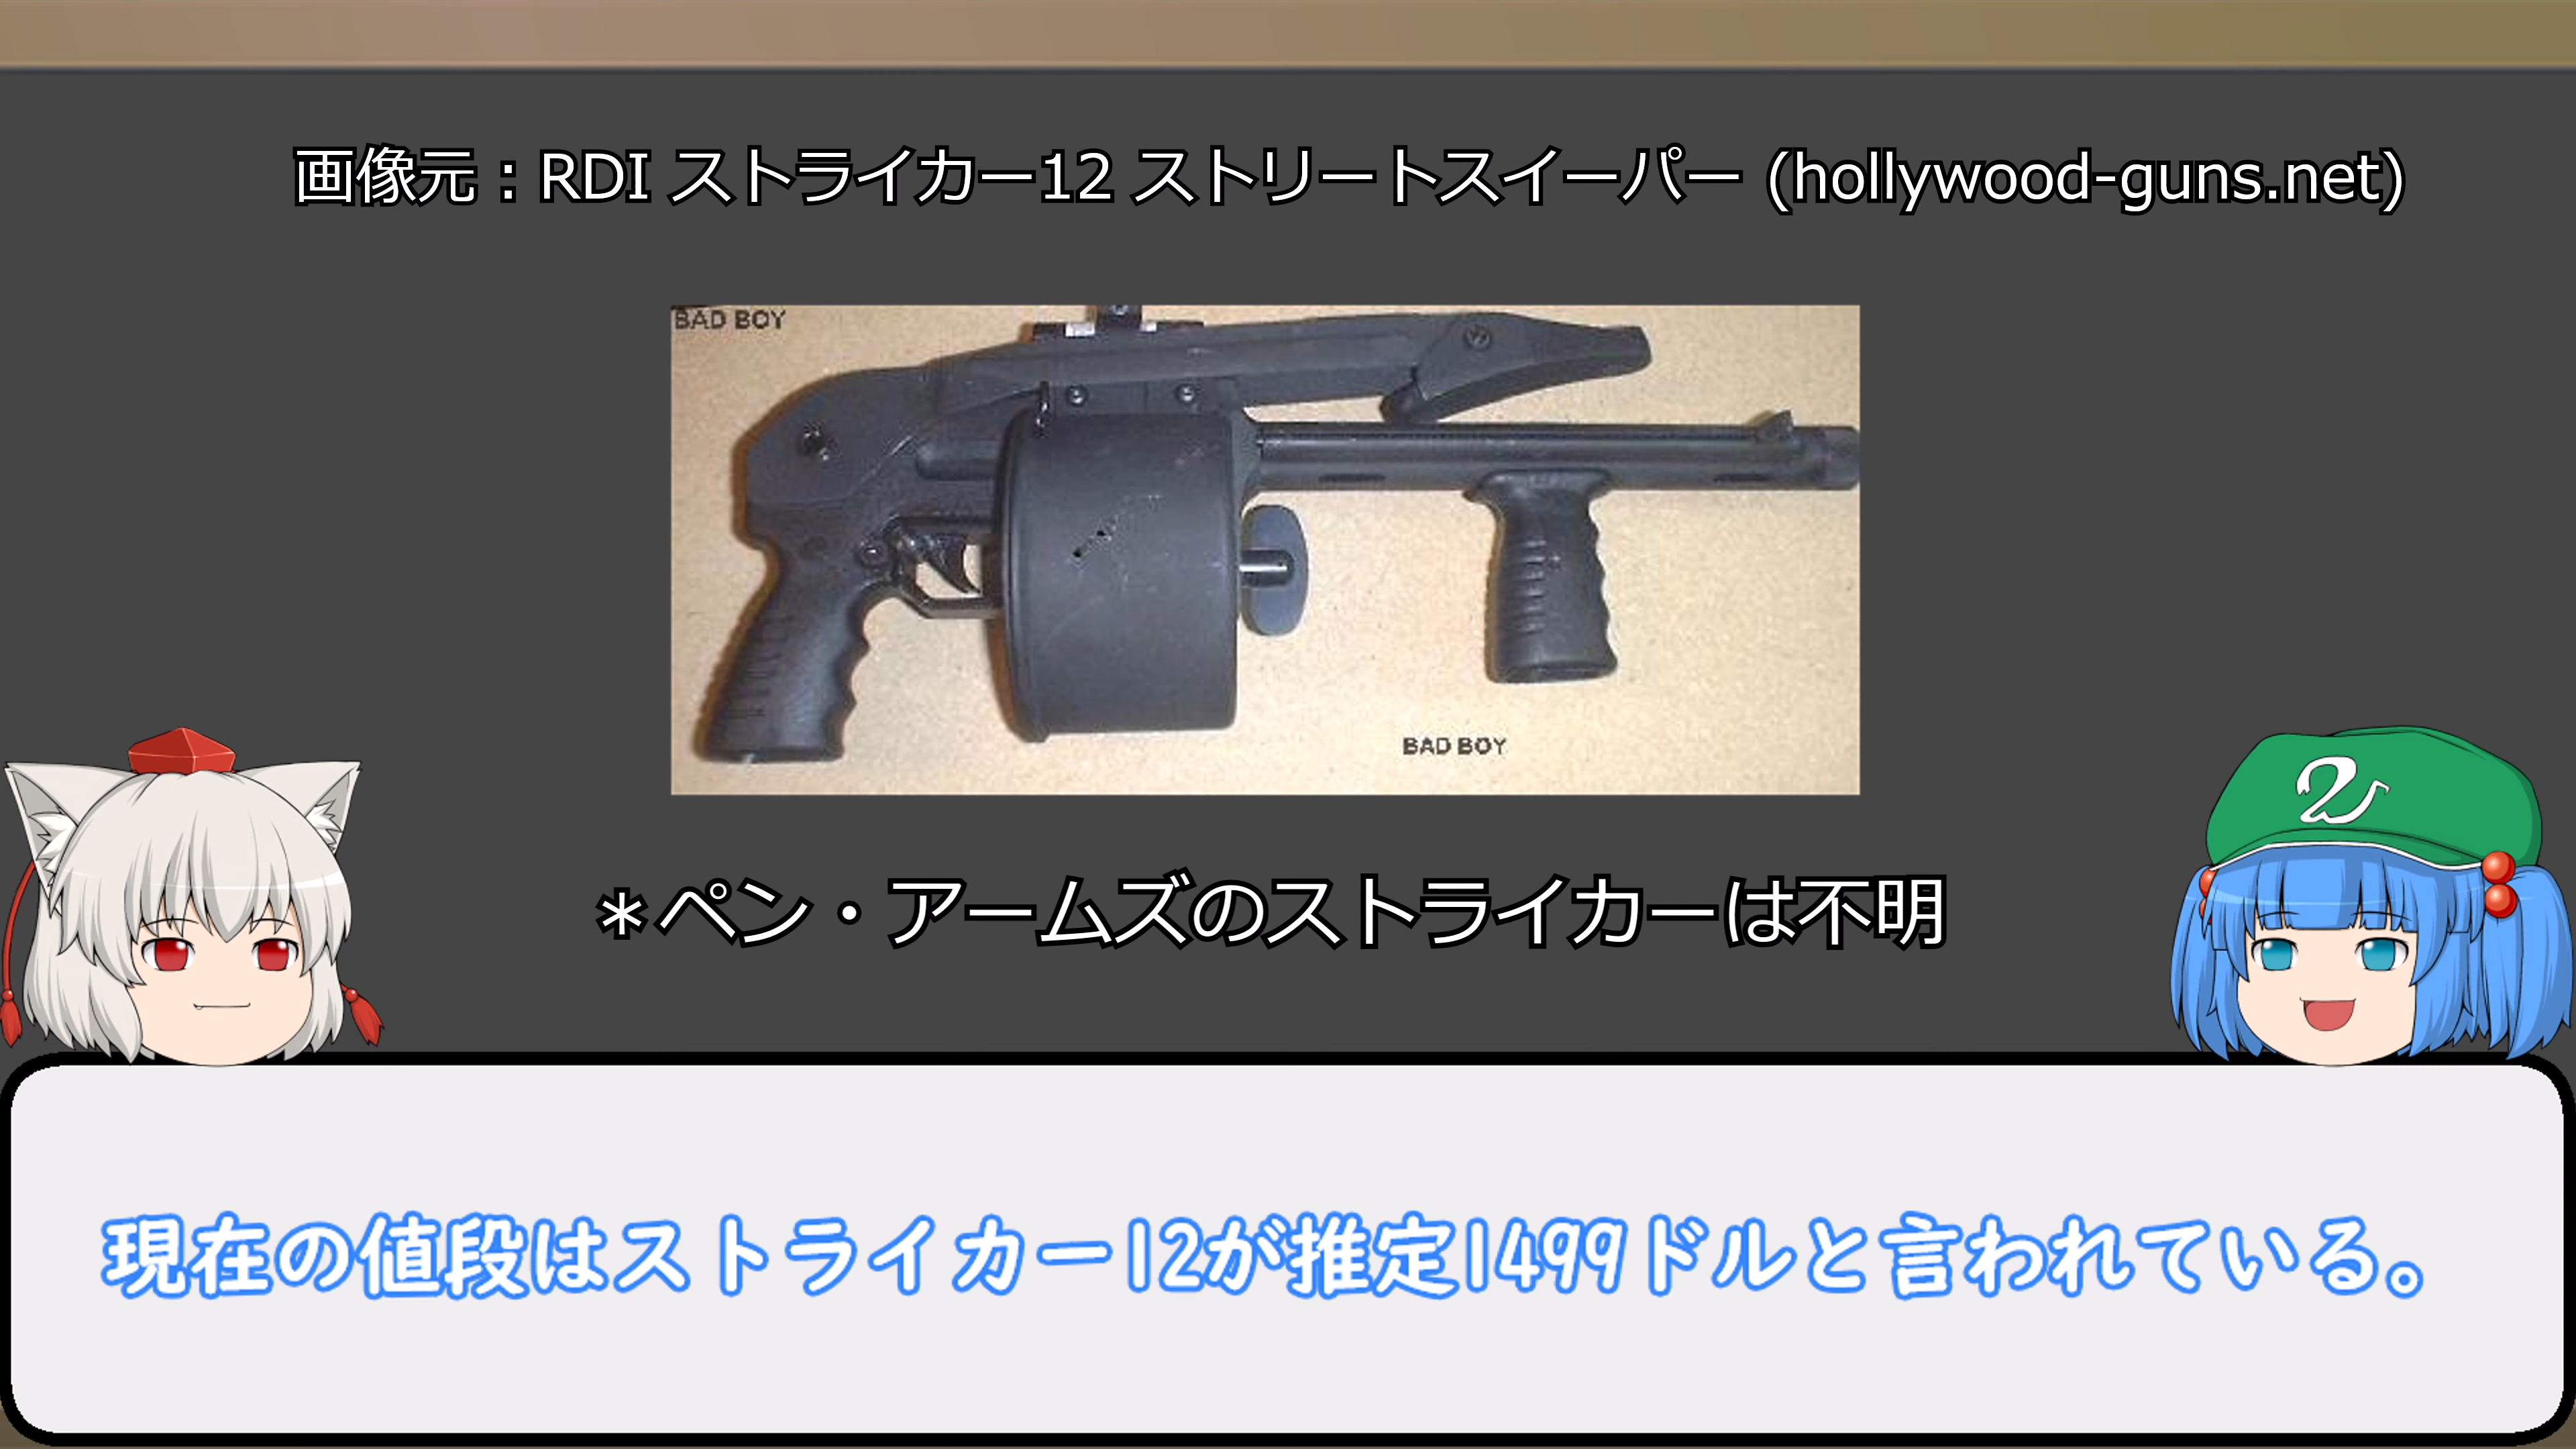 画像元：RDI ストライカー12 ストリートスイーパー (hollywood-guns.net)
BAD BOY
BAD BOY
*ペン・アームズのストライカーは不明
現在の値段はストライカー12が推定1499ドルと言われている。